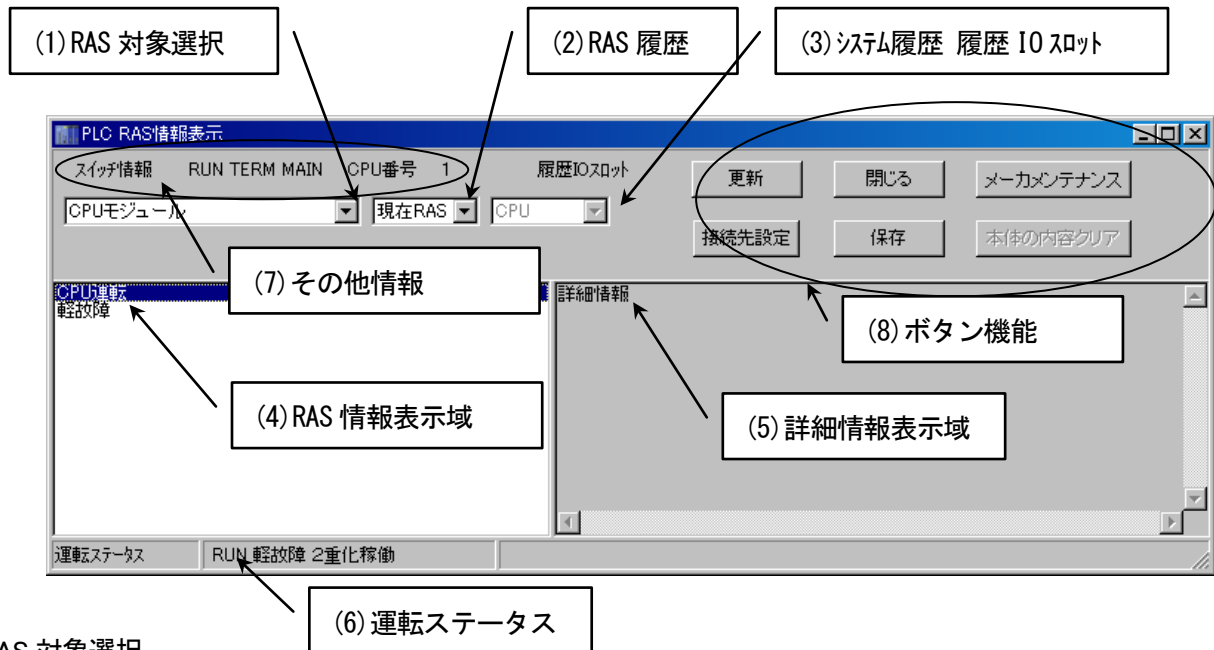 (1)RAS 対象選択
(2)RAS 履歴
(3)ｼｽﾃﾑ履歴 履歴 IO ｽﾛｯﾄ
PLC RAS情報表示
ｽｲｯﾁ情報 RUN TERM MAIN CPU番号 1
履歴IOｽﾛｯﾄ
更新
閉じる
メーカメンテナンス
CPUモジュール
現在RAS
CPU
接続先設定
保存
本体の内容クリア
(7)その他情報
CPU運転
軽故障
詳細情報
(8)ボタン機能
(4)RAS 情報表示域
(5)詳細情報表示域
運転ｽﾃｰﾀｽ
RUN 軽故障 2重化稼働
(6)運転ステータス
AS 対象選択